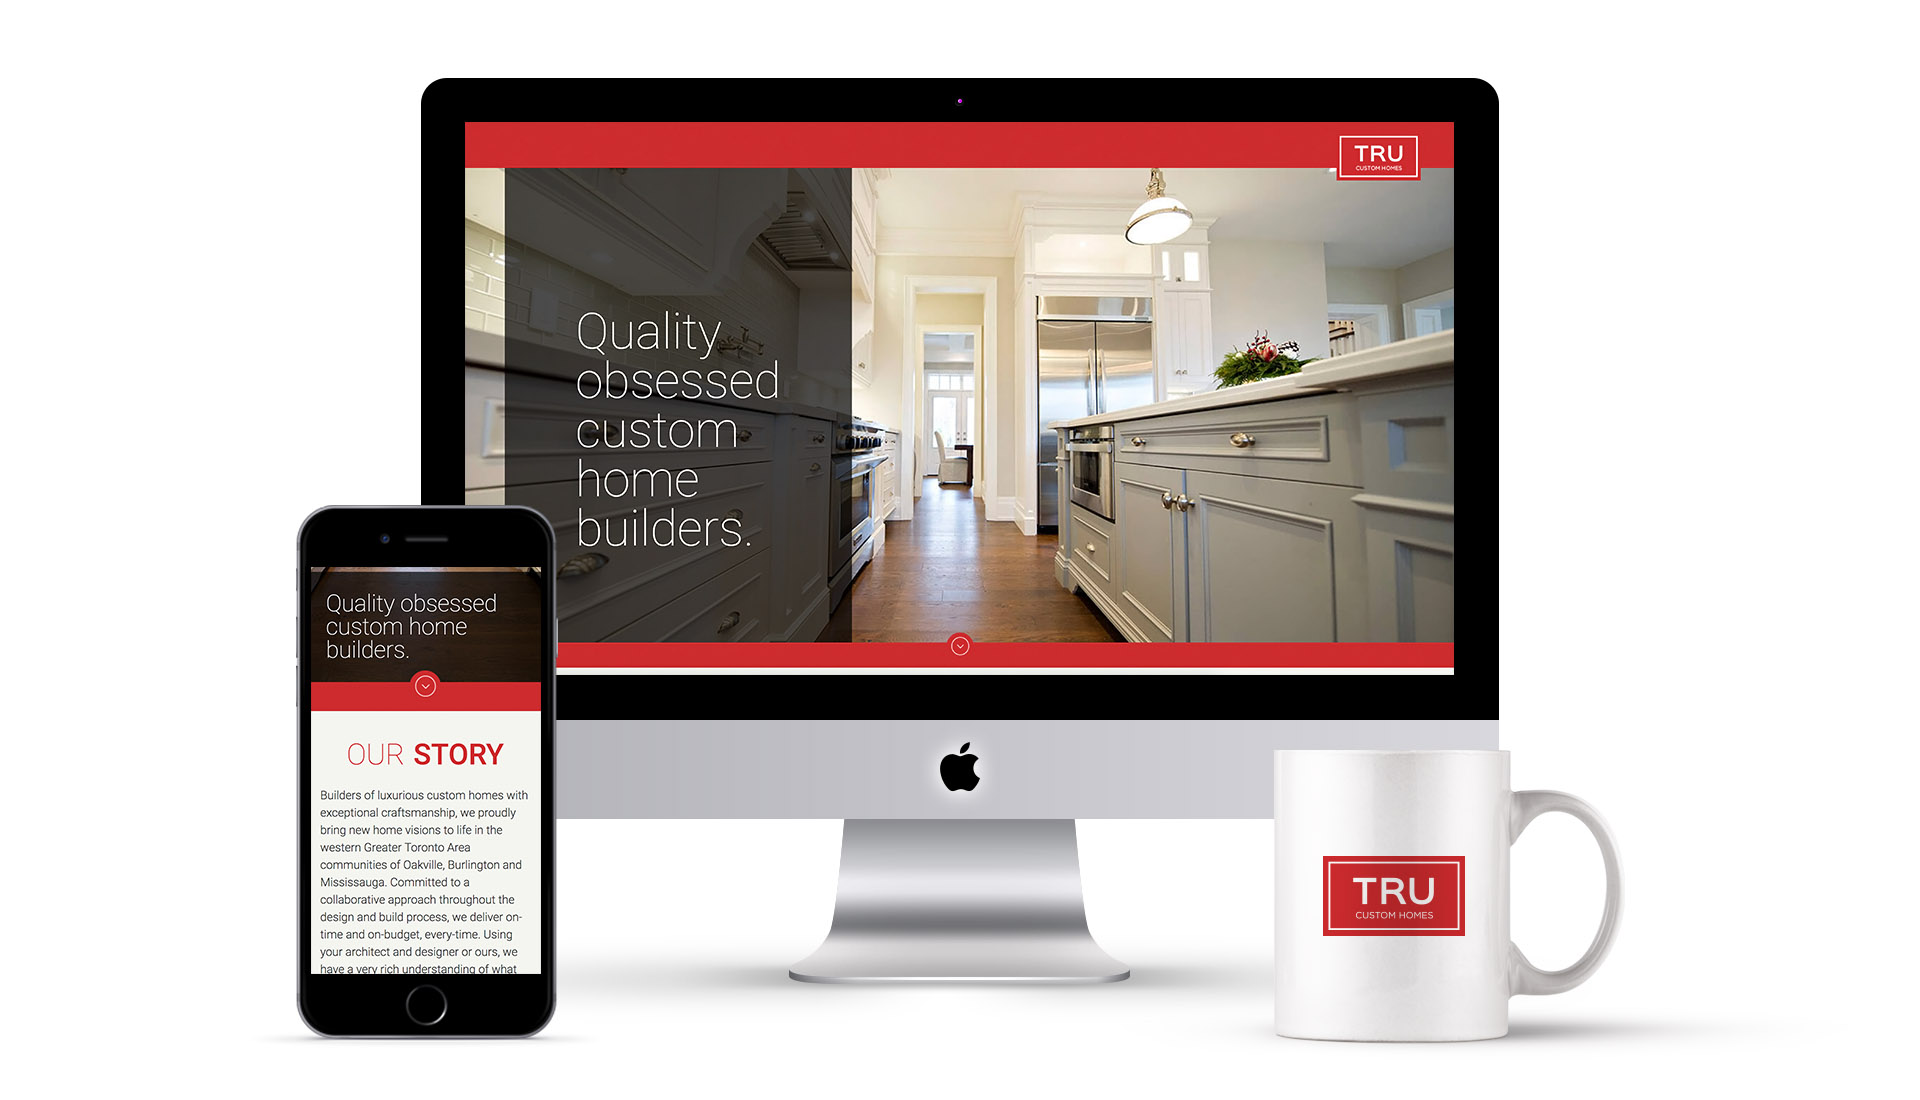 TRU
CUSTOM HOMES
Quality
obsessed
custom
home
builders.
Quality obsessed
custom home
builders.
OUR STORY
Builders of luxurious custom homes with
exceptional craftsmanship, we proudly
bring new home visions to life in the
western Greater Toronto Area
communities of Oakville, Burlington and
Mississauga. Committed to a
collaborative approach throughout the
design and build process, we deliver on-
time and on-budget, every-time. Using
your architect and designer or ours, we
have a very rich understanding of what
TRU
CUSTOM HOMES